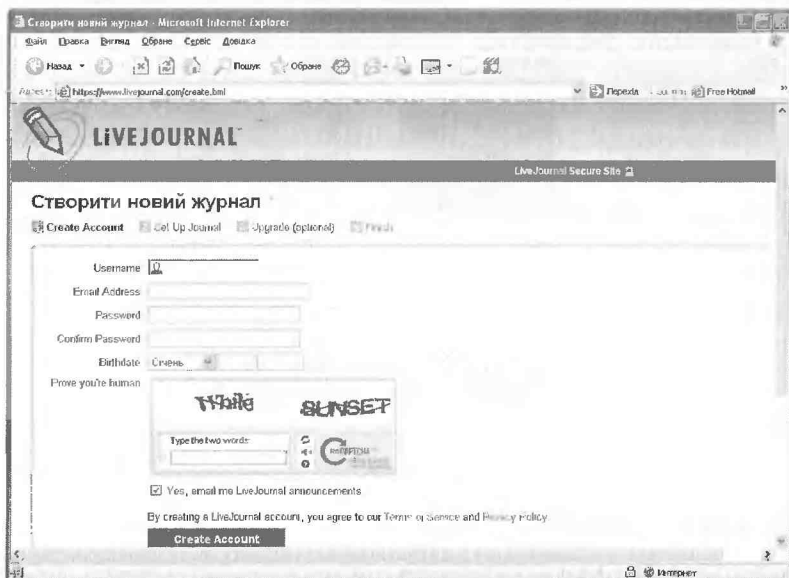 Створити новий журнал - Microsoft Internet Explorer
Файл Правка Вигляд Обране Сервіс Довідка
Назад Пошук Обране
https://www.livejournal.com/create.bml Перехід Free Hotmail
LiVEJOURNAL
LiveJournal Secure Site
Створити новий журнал
Create Account Set Up Journal Upgrade (optional) Finish
Username
Email Address
Password
Confirm Password
Birthdate Січень
Prove you're human
While SUNSET
Type the two words:
Yes, email me LiveJournal announcements
By creating a LiveJournal account, you agree to our Terms of Service and Privacy Policy.
Create Account
Интернет